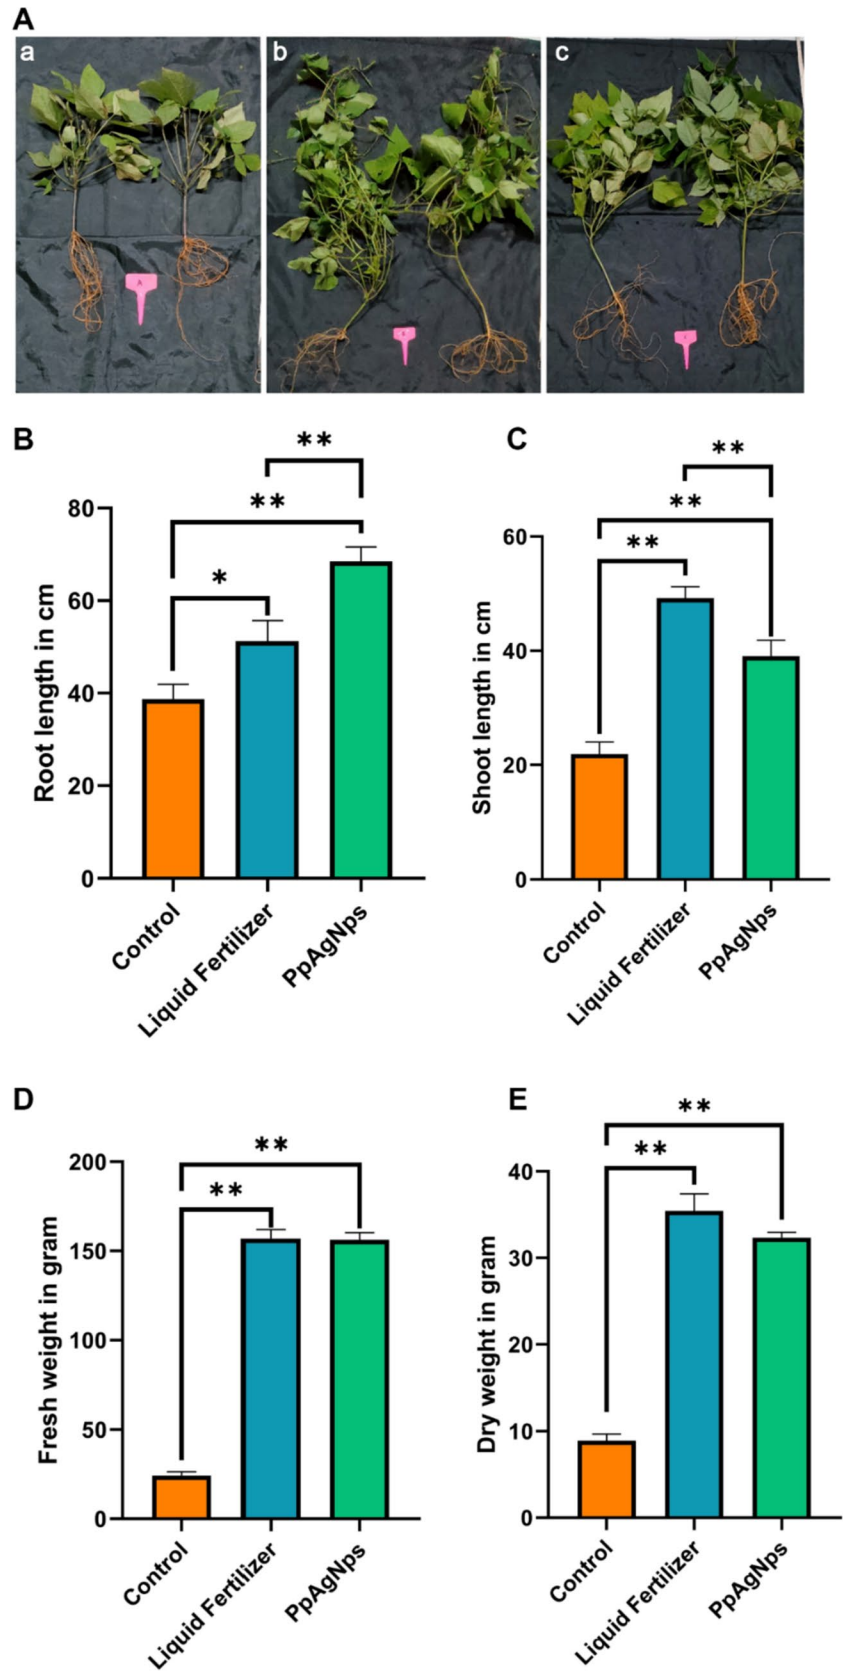 A
a b c
A
B
**
**
*
80
60
40
20
0
Root length in cm
Control
Liquid Fertilizer
PpAgNps
C
**
**
**
60
40
20
0
Shoot length in cm
Control
Liquid Fertilizer
PpAgNps
D
**
**
200
150
100
50
0
Fresh weight in gram
Control
Liquid Fertilizer
PpAgNps
E
**
**
40
30
20
10
0
Dry weight in gram
Control
Liquid Fertilizer
PpAgNps